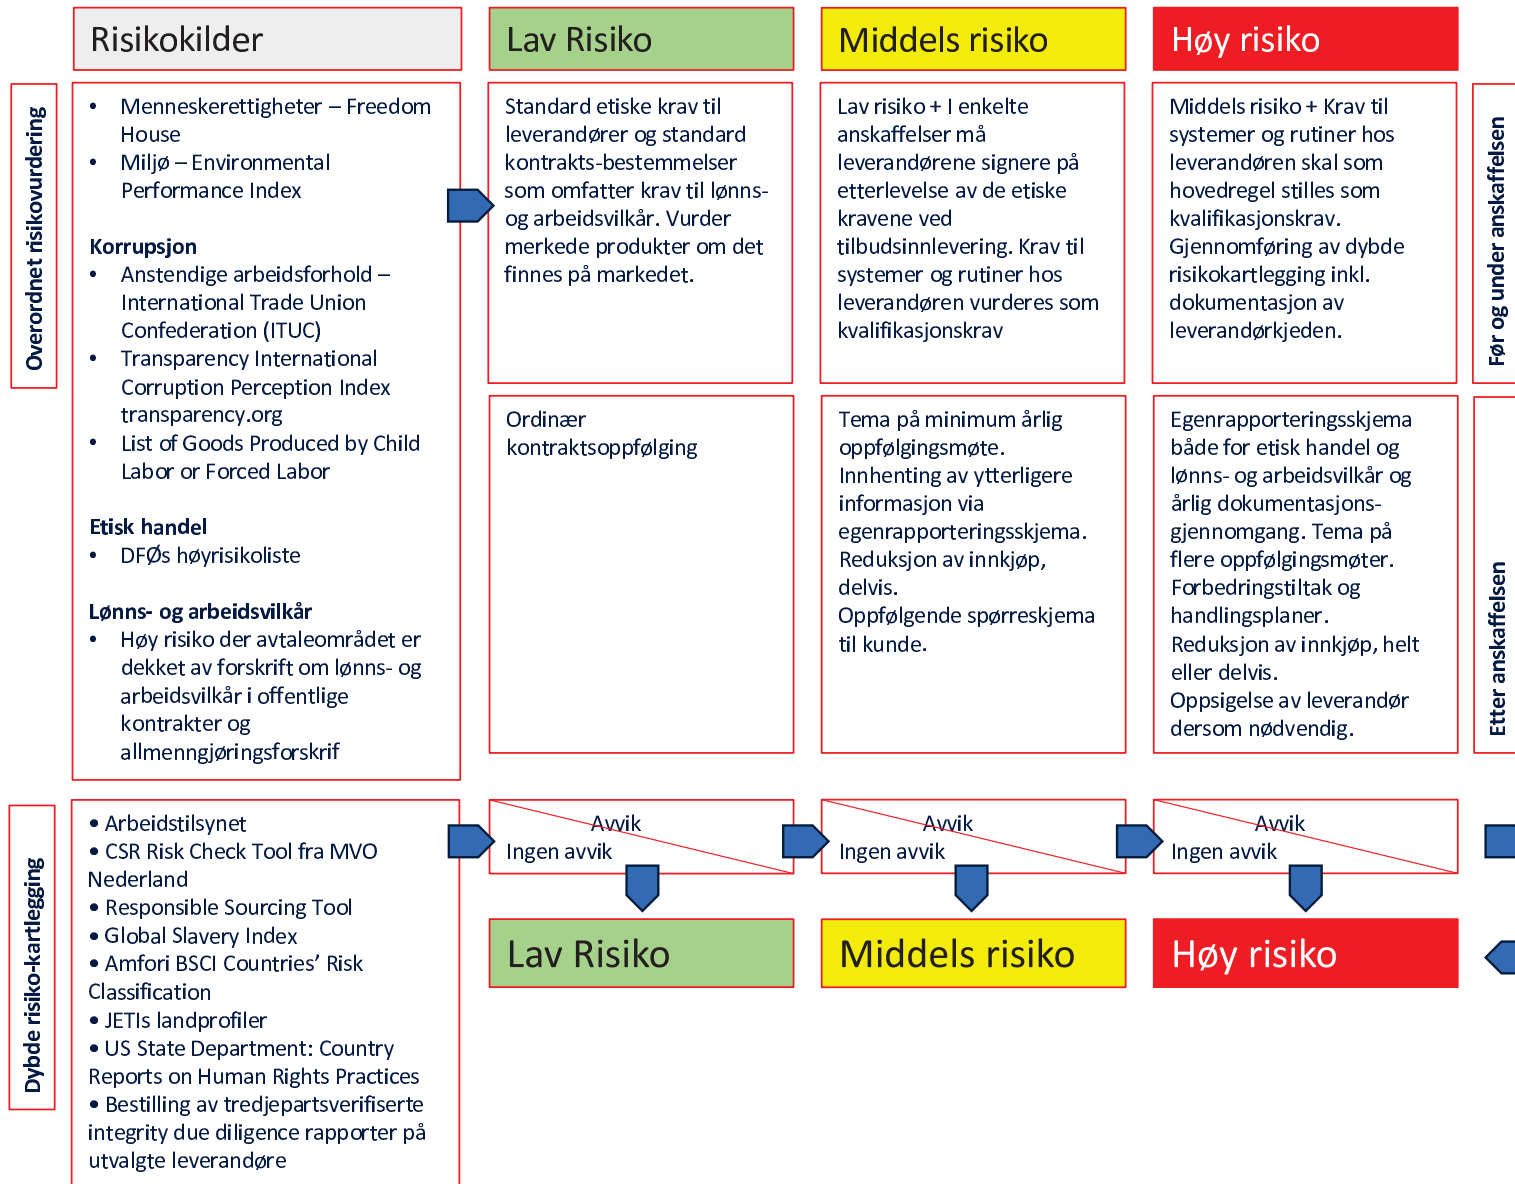 Risikokilder
Lav Risiko
Middels risiko
Høy risiko
Overordnet risikovurdering
• Menneskerettigheter – Freedom
House
• Miljø – Environmental
Performance Index
Korrupsjon
• Anstendige arbeidsforhold –
International Trade Union
Confederation (ITUC)
• Transparency International
Corruption Perception Index
transparency.org
• List of Goods Produced by Child
Labor or Forced Labor
Etisk handel
• DFØs høyrisikoliste
Lønns- og arbeidsvilkår
• Høy risiko der avtaleområdet er
dekket av forskrift om lønns- og
arbeidsvilkår i offentlige
kontrakter og
allmenngjøringsforskrif
Standard etiske krav til
leverandører og standard
kontrakts-bestemmelser
som omfatter krav til lønns-
og arbeidsvilkår. Vurder
merkede produkter om det
finnes på markedet.
Lav risiko + I enkelte
anskaffelser må
leverandørene signere på
etterlevelse av de etiske
kravene ved
tilbudsinnlevering. Krav til
systemer og rutiner hos
leverandøren vurderes som
kvalifikasjonskrav
Middels risiko + Krav til
systemer og rutiner hos
leverandøren skal som
hovedregel stilles som
kvalifikasjonskrav.
Gjennomføring av dybde
risikokartlegging inkl.
dokumentasjon av
leverandørkjeden.
Før og under anskaffelsen
Ordinær
kontraktsoppfølging
Tema på minimum årlig
oppfølgingsmøte.
Innhenting av ytterligere
informasjon via
egenrapporteringsskjema.
Reduksjon av innkjøp,
delvis.
Oppfølgende spørreskjema
til kunde.
Egenrapporteringsskjema
både for etisk handel og
lønns- og arbeidsvilkår og
årlig dokumentasjons-
gjennomgang. Tema på
flere oppfølgingsmøter.
Forbedringstiltak og
handlingsplaner.
Reduksjon av innkjøp, helt
eller delvis.
Oppsigelse av leverandør
dersom nødvendig.
Etter anskaffelsen
Dybde risiko-kartlegging
• Arbeidstilsynet
• CSR Risk Check Tool fra MVO
Nederland
• Responsible Sourcing Tool
• Global Slavery Index
• Amfori BSCI Countries’ Risk
Classification
• JETIs landprofiler
• US State Department: Country
Reports on Human Rights Practices
• Bestilling av tredjepartsverifiserte
integrity due diligence rapporter på
utvalgte leverandøre
Avvik
Ingen avvik
Avvik
Ingen avvik
Avvik
Ingen avvik
Lav Risiko
Middels risiko
Høy risiko